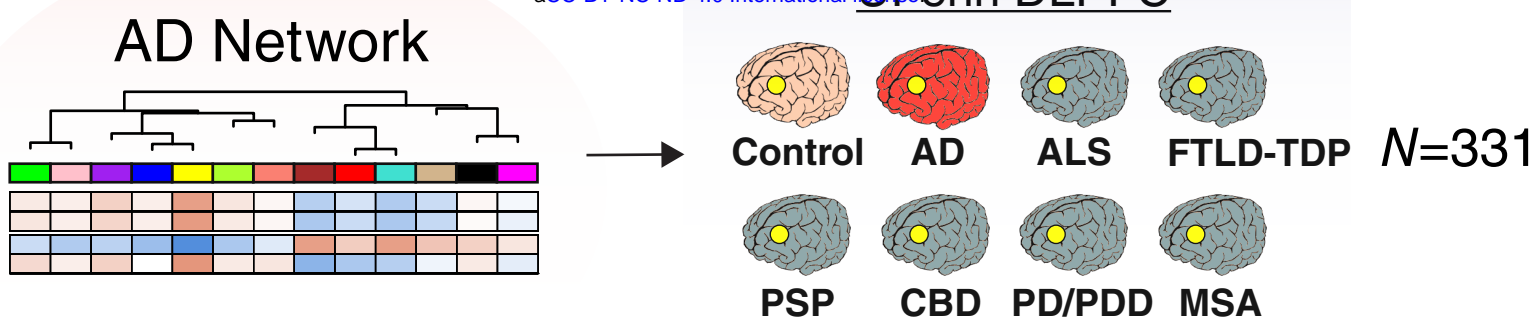 AD Network
Control AD ALS FTLD-TDP
N=331
PSP CBD PD/PDD MSA